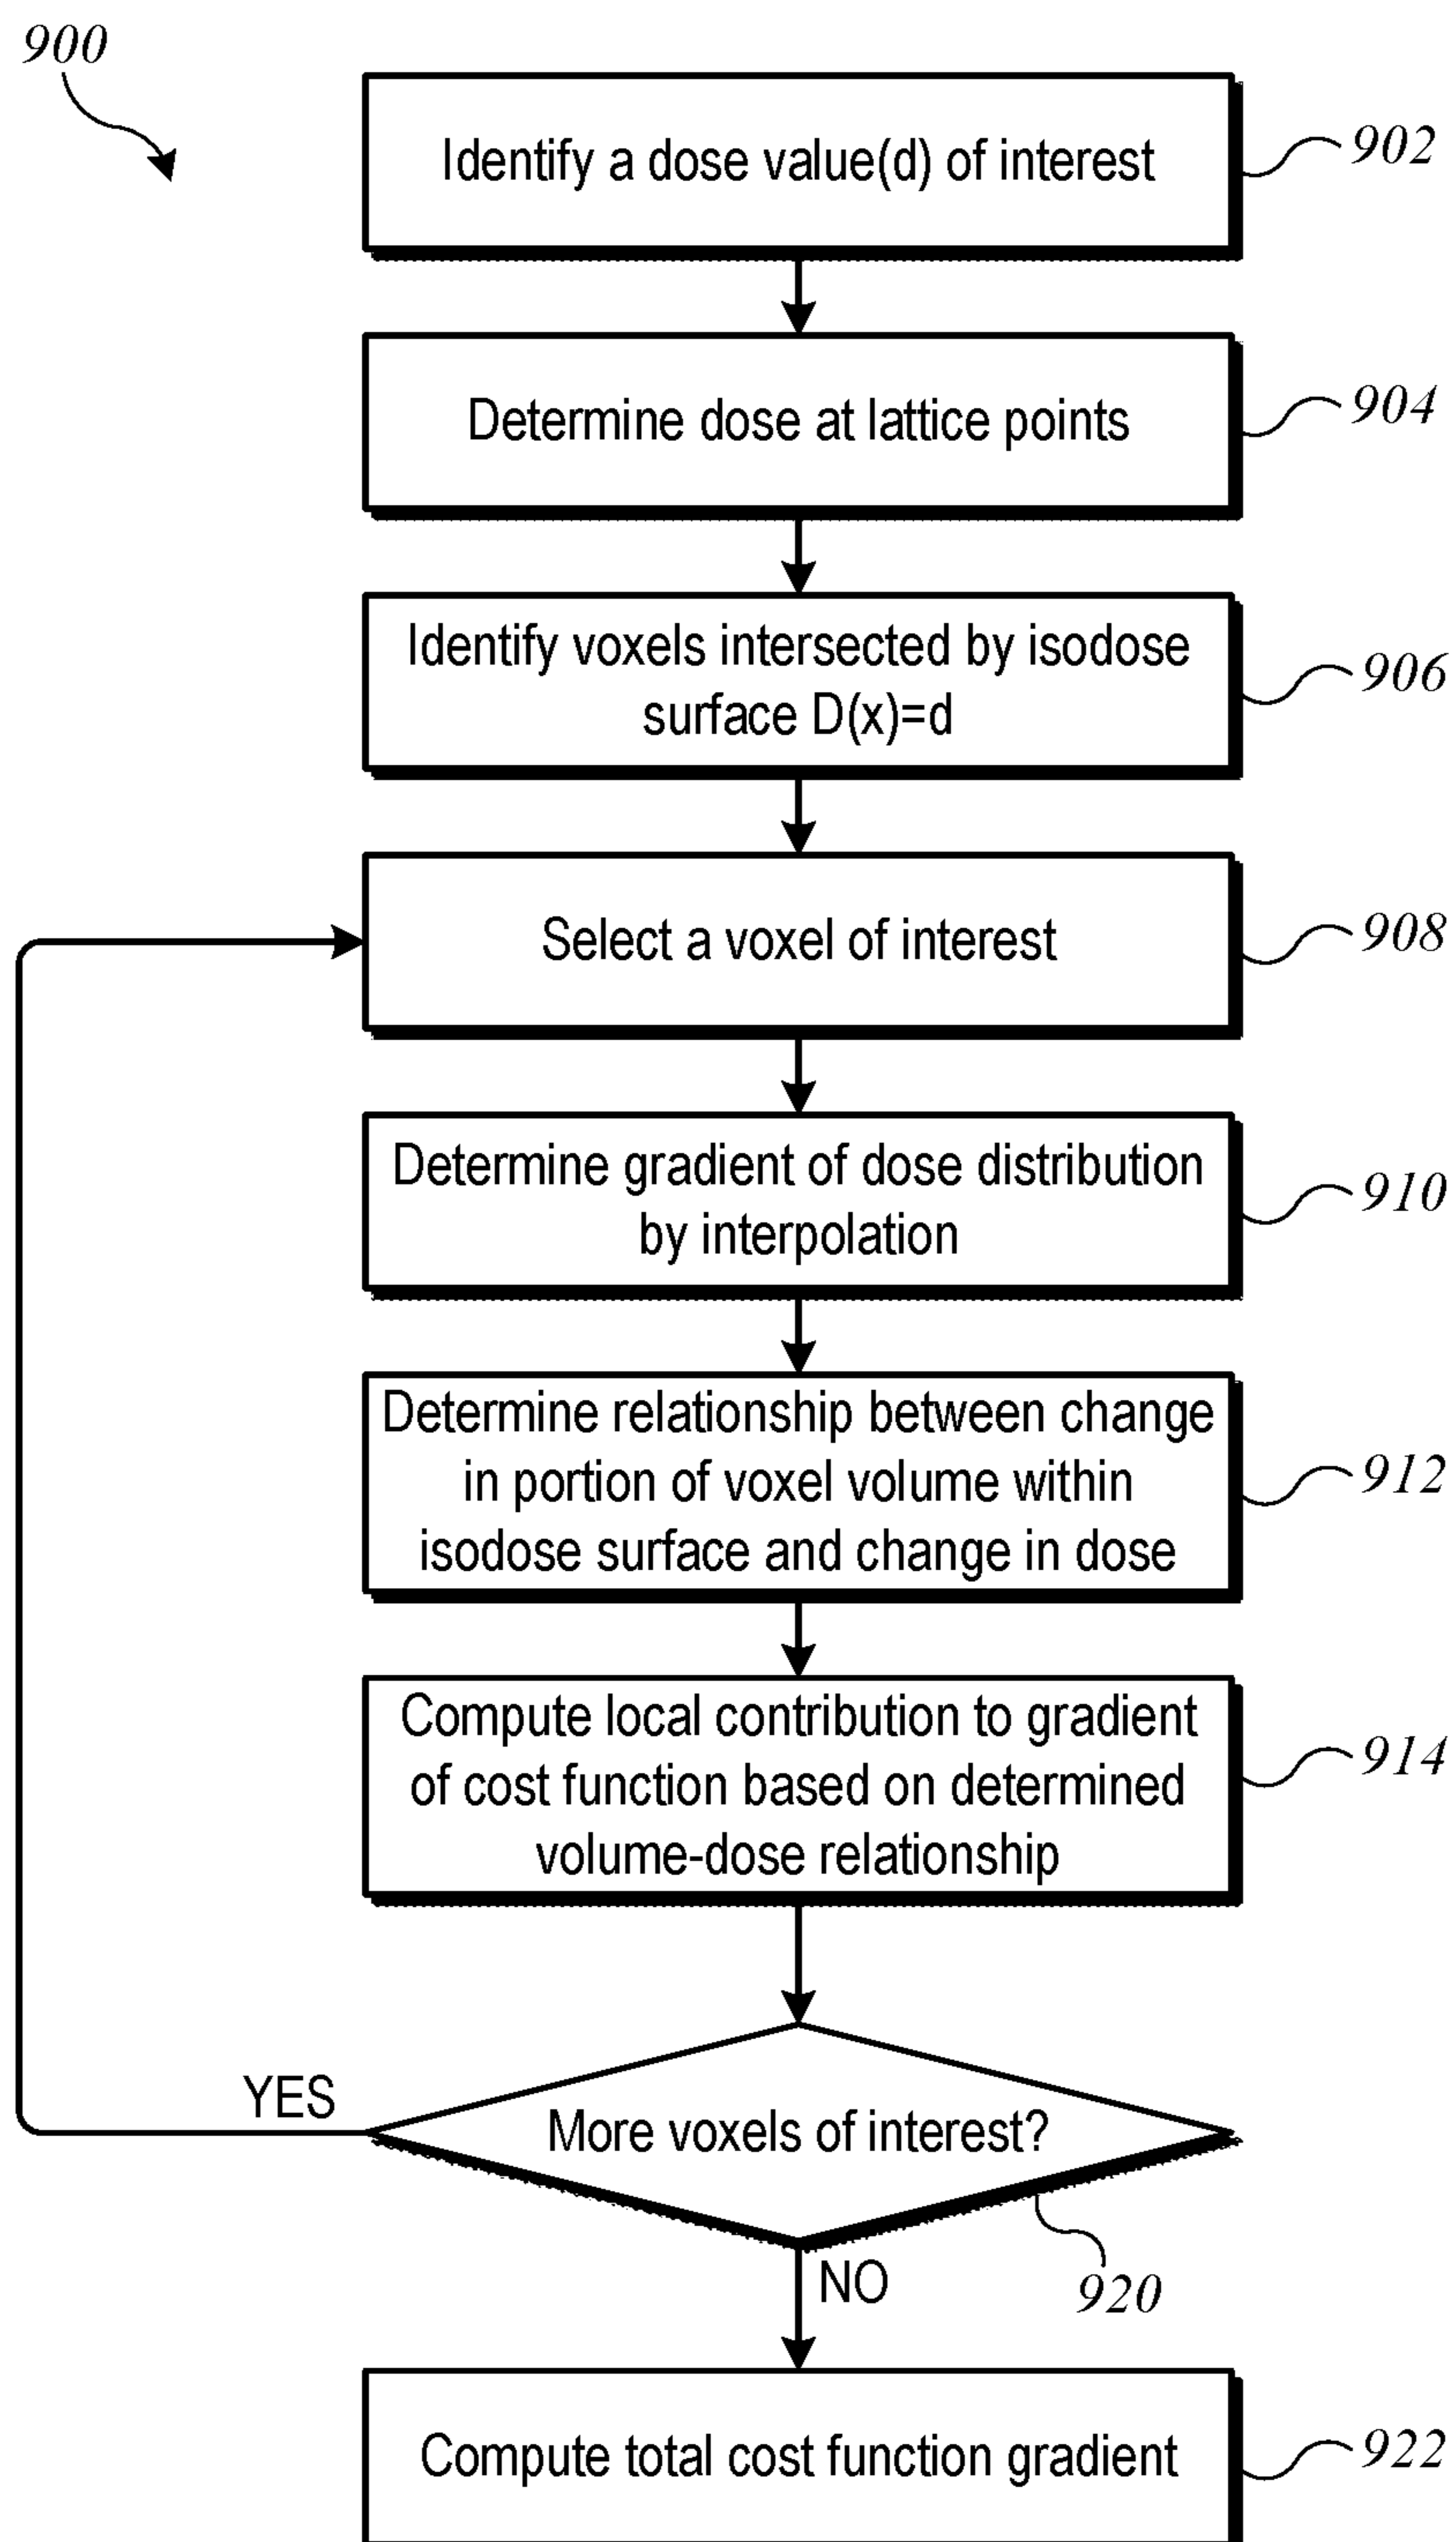 900
Identify a dose value(d) of interest
902
Determine dose at lattice points
904
Identify voxels intersected by isodose
surface D(x)=d
906
Select a voxel of interest
908
Determine gradient of dose distribution
by interpolation
910
Determine relationship between change
in portion of voxel volume within
isodose surface and change in dose
912
Compute local contribution to gradient
of cost function based on determined
volume-dose relationship
914
YES
More voxels of interest?
920
NO
Compute total cost function gradient
922